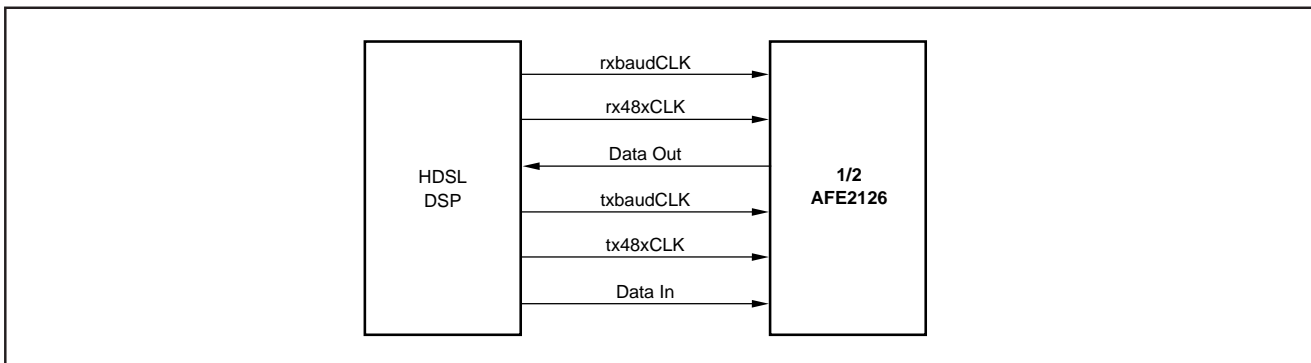 HDSL
DSP
rxbaudCLK
rx48xCLK
Data Out
txbaudCLK
tx48xCLK
Data In
1/2
AFE2126